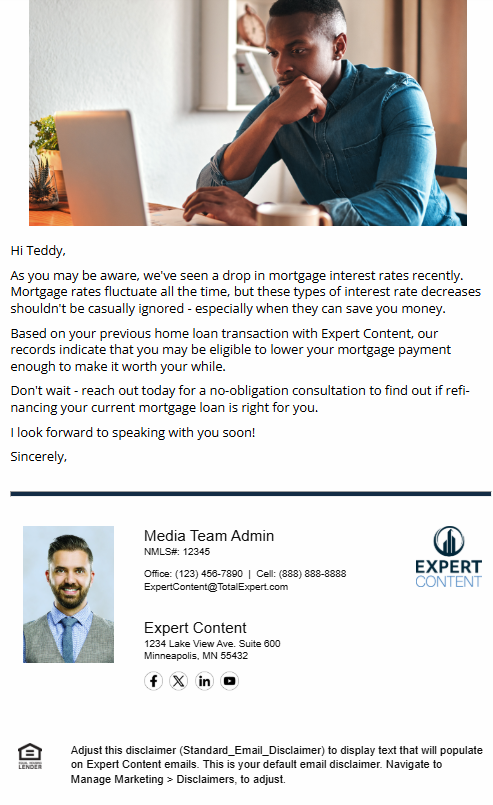 Hi Teddy,
As you may be aware, we've seen a drop in mortgage interest rates recently.
Mortgage rates fluctuate all the time, but these types of interest rate decreases
shouldn't be casually ignored - especially when they can save you money.
Based on your previous home loan transaction with Expert Content, our
records indicate that you may be eligible to lower your mortgage payment
enough to make it worth your while.
Don't wait - reach out today for a no-obligation consultation to find out if refi-
nancing your current mortgage loan is right for you.
I look forward to speaking with you soon!
Sincerely,
Media Team Admin
NMLS#: 12345
Office: (123) 456-7890 | Cell: (888) 888-8888
ExpertContent@TotalExpert.com
EXPERT
CONTENT
Expert Content
1234 Lake View Ave. Suite 600
Minneapolis, MN 55432
f X in
LENDER
Adjust this disclaimer (Standard_Email_Disclaimer) to display text that will populate
on Expert Content emails. This is your default email disclaimer. Navigate to
Manage Marketing > Disclaimers, to adjust.